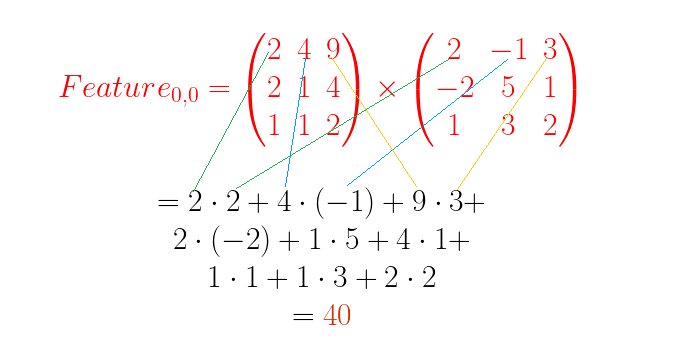 Feature₀,₀ = (2 4 9) × (2 −1 3)
(2 1 4) (−2 5 1)
(1 1 2) (1 3 2)
= 2 · 2 + 4 · (−1) + 9 · 3+
2 · (−2) + 1 · 5 + 4 · 1+
1 · 1 + 1 · 3 + 2 · 2
= 40